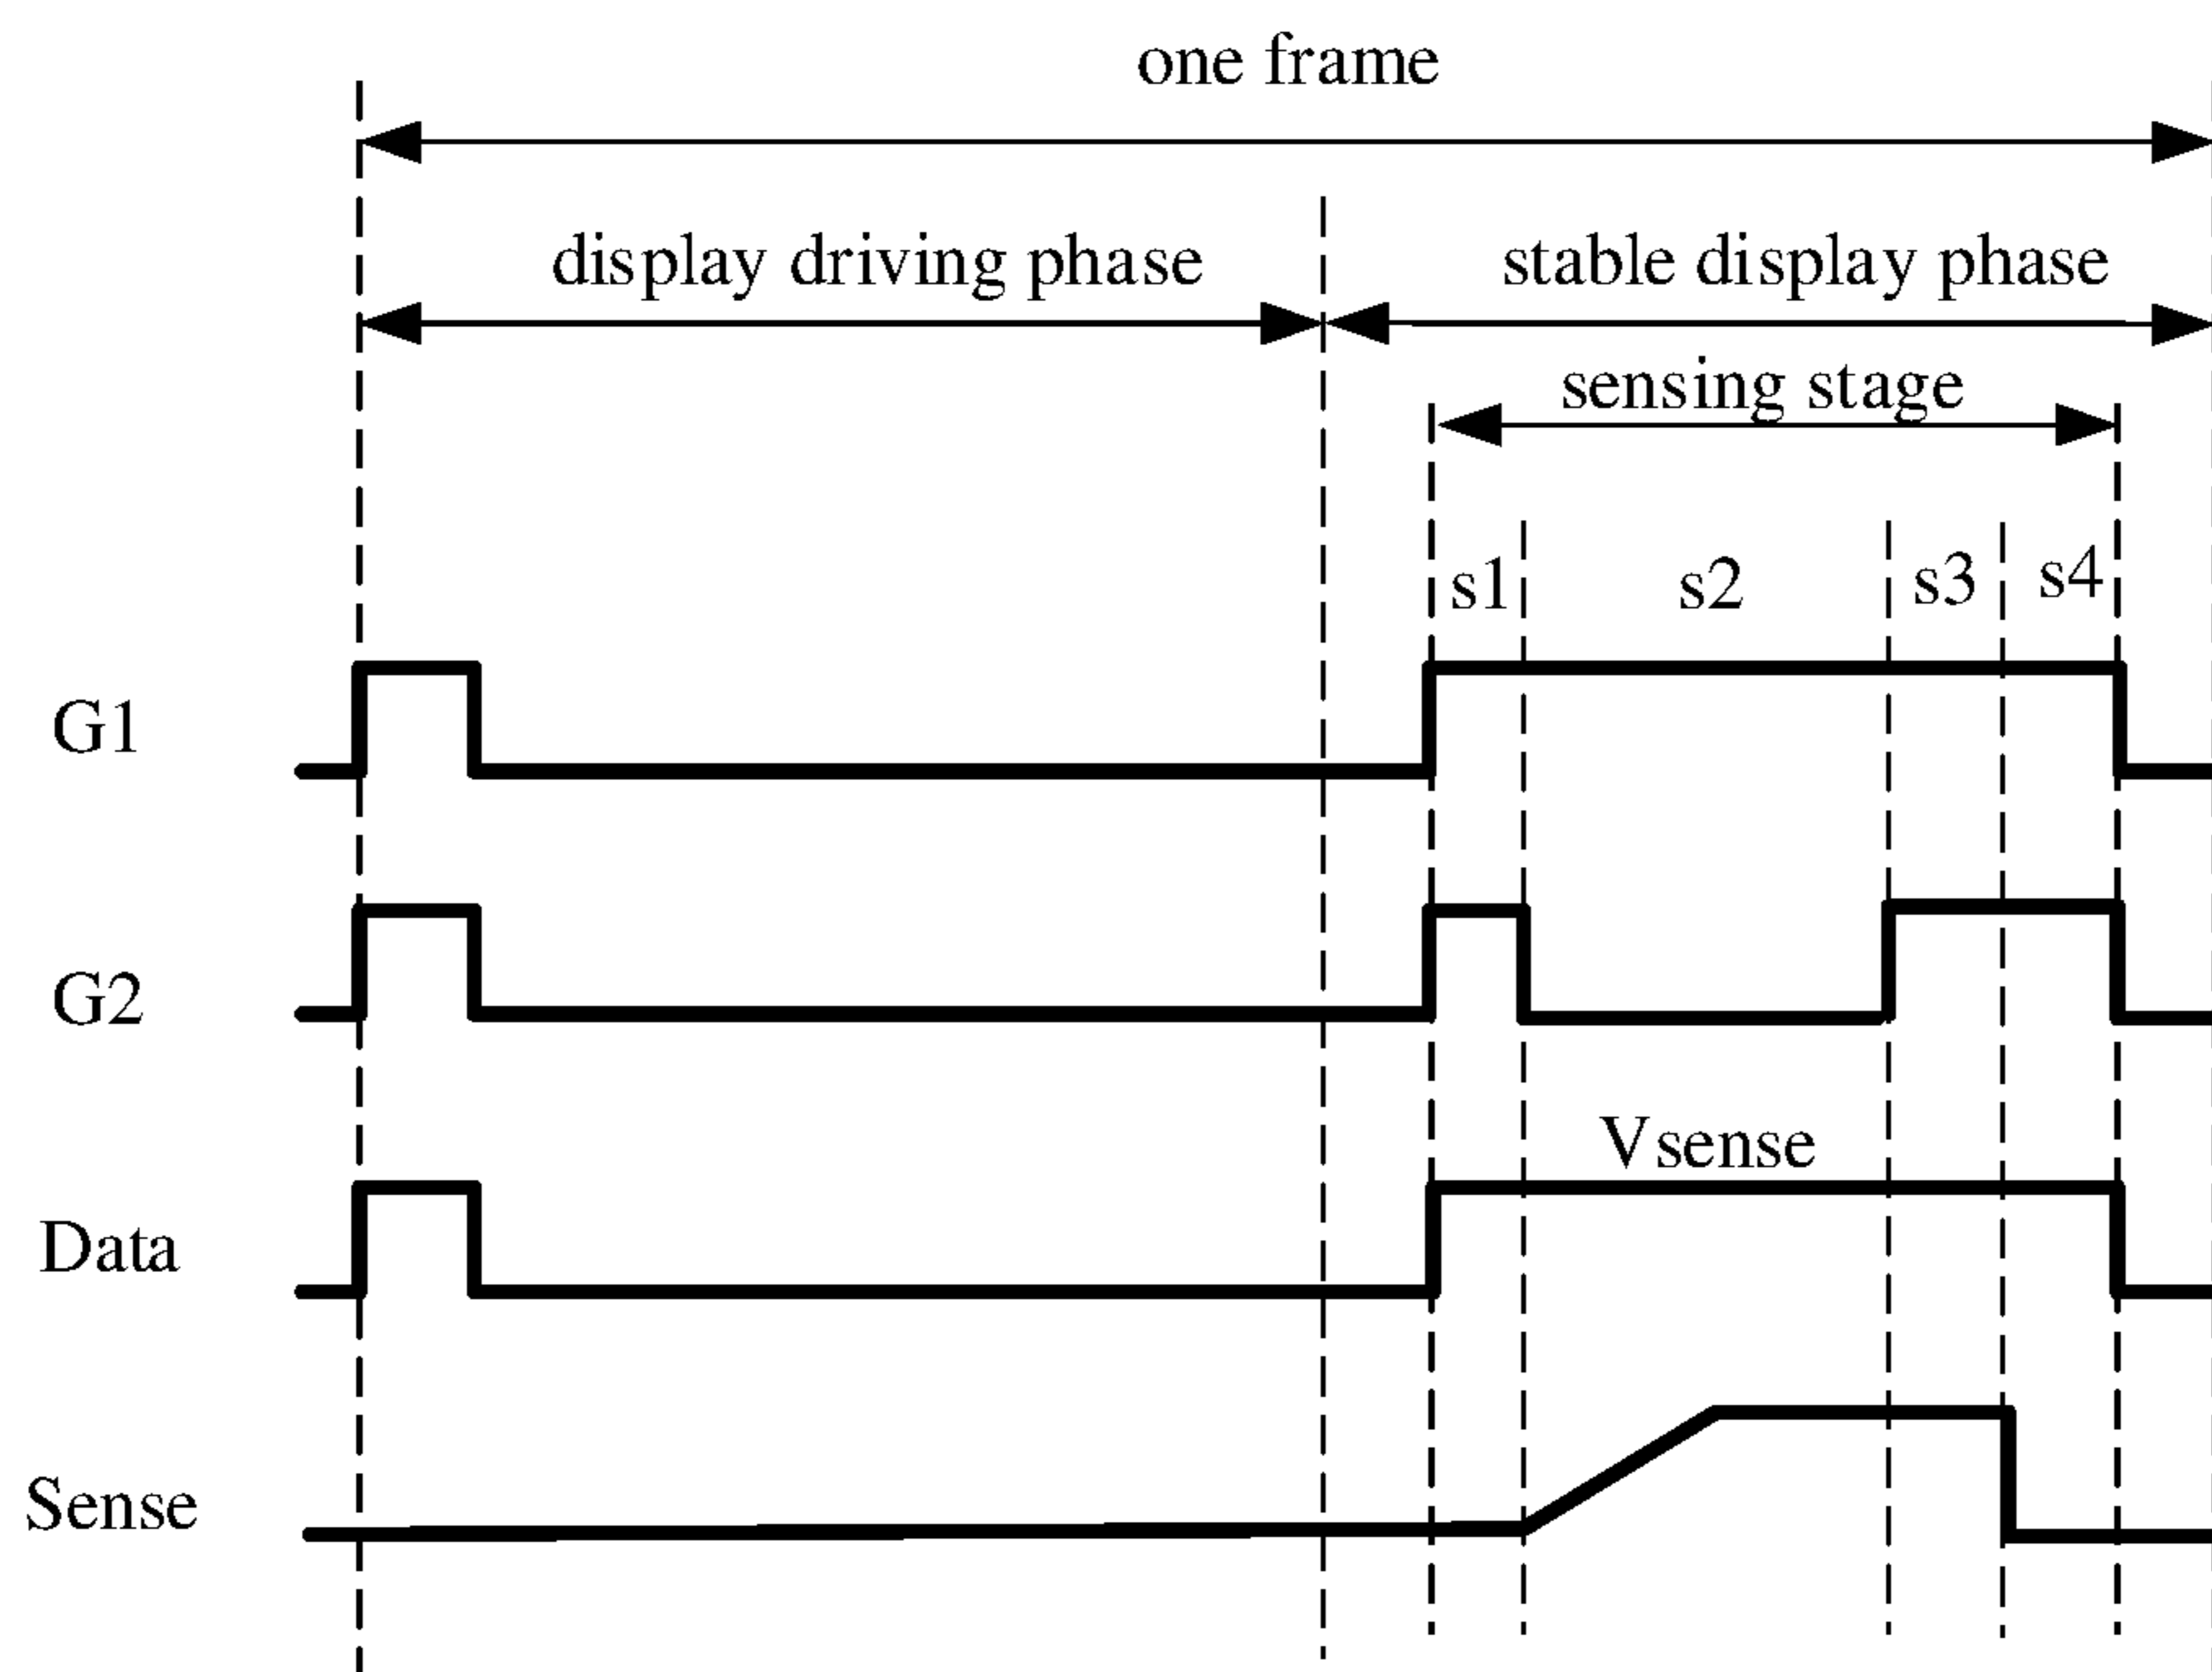 one frame
display driving phase
stable display phase
sensing stage
s1
s2
s3
s4
G1
G2
Vsense
Data
Sense